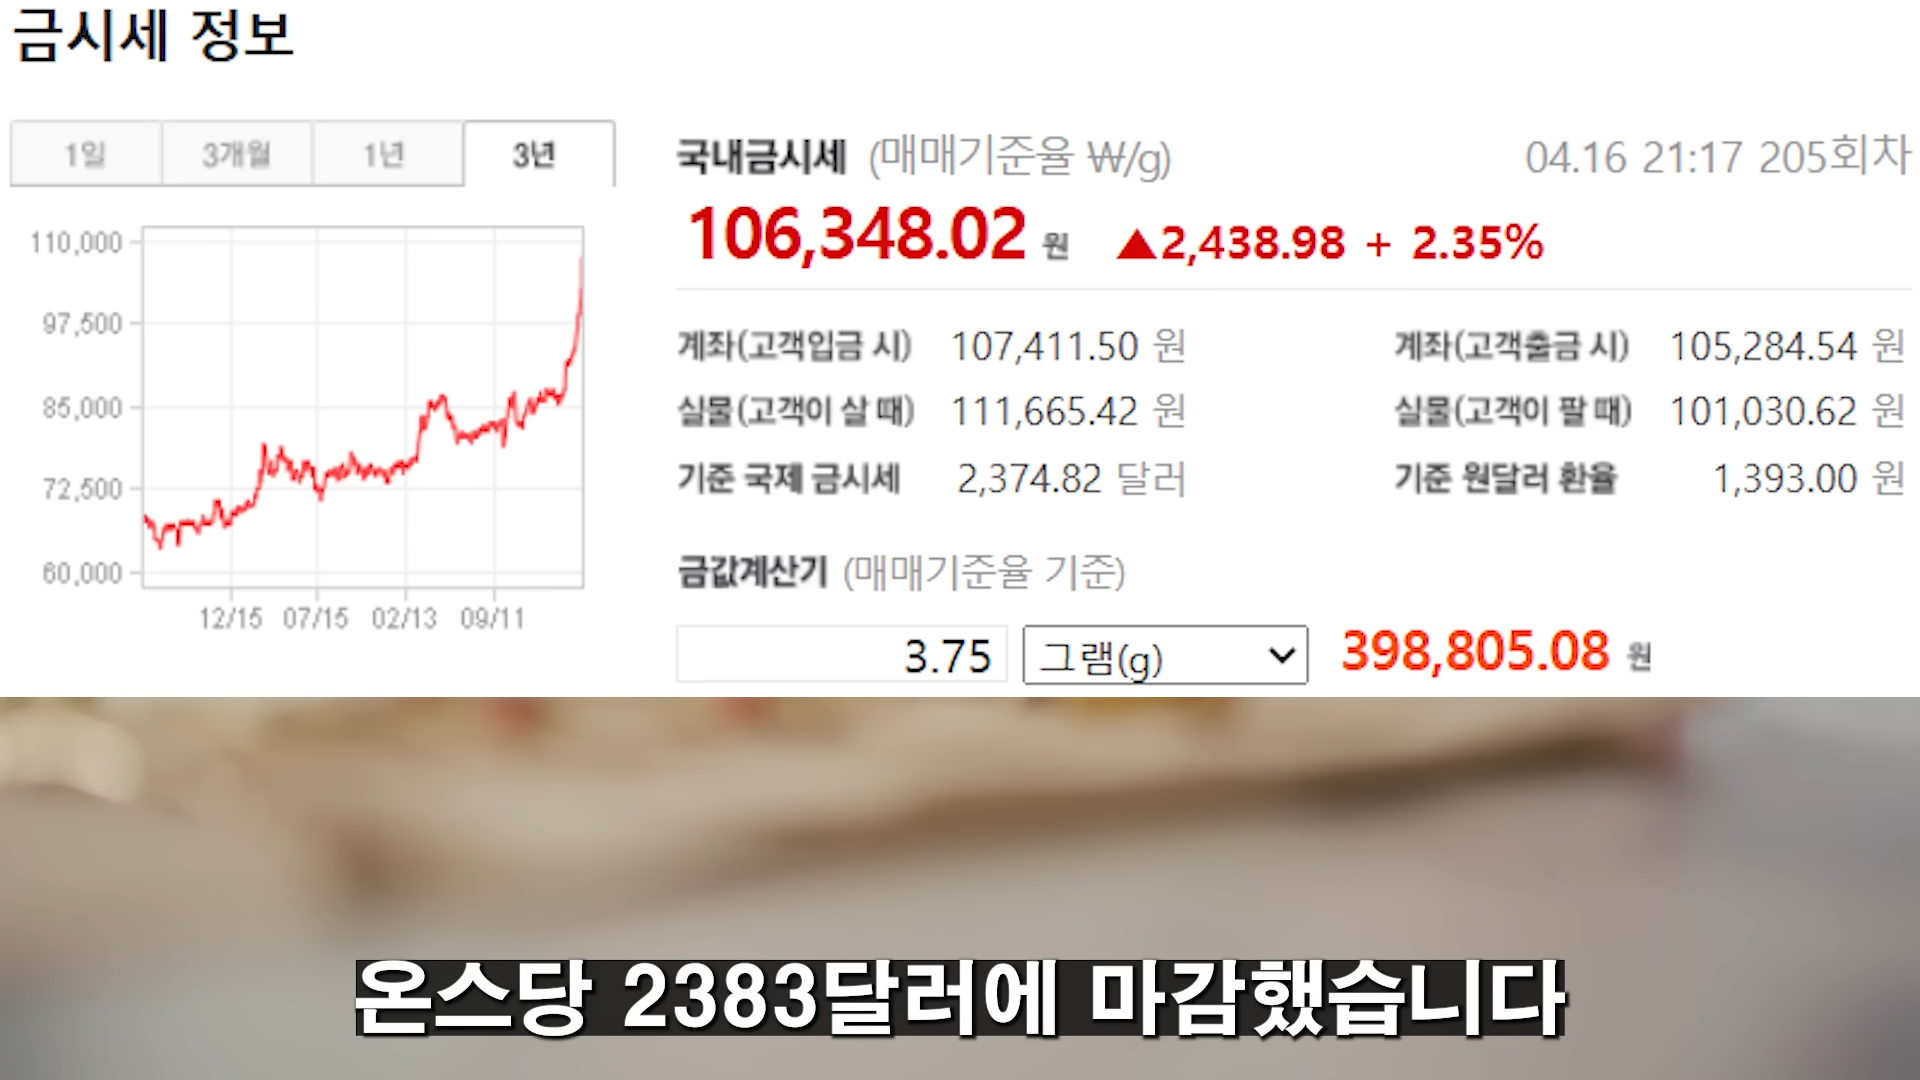 금시세 정보
1일 3개월 1년 3년
110,000
97,500
85,000
72,500
60,000
12/15 07/15 02/13 09/11
국내금시세 (매매기준율 ₩/g) 04.16 21:17 205회차
106,348.02 원 ▲2,438.98 + 2.35%
계좌(고객입금 시) 107,411.50 원 계좌(고객출금 시) 105,284.54 원
실물(고객이 살 때) 111,665.42 원 실물(고객이 팔 때) 101,030.62 원
기준 국제 금시세 2,374.82 달러 기준 원달러 환율 1,393.00 원
금값계산기 (매매기준율 기준)
3.75 그램(g) 398,805.08 원
온스당 2383달러에 마감했습니다